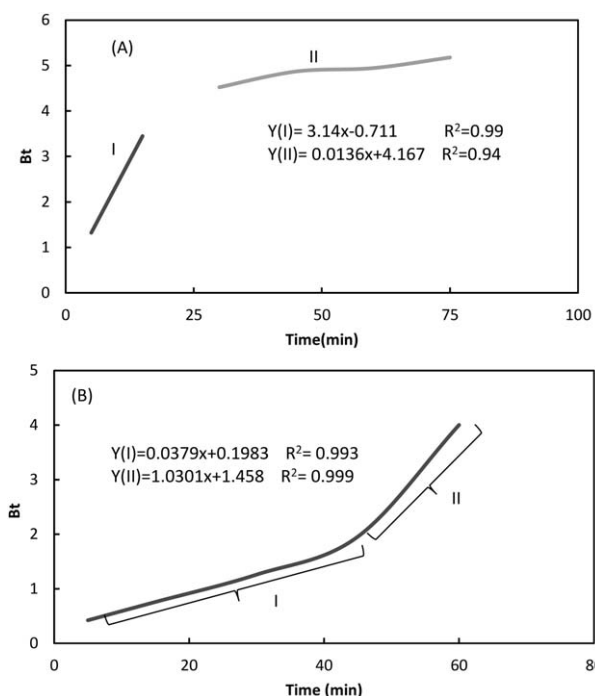 6
(A)
II
5
4
Y(I)= 3.14x-0.711 R²=0.99
Y(II)= 0.0136x+4.167 R²=0.94
I
3
Bt
2
1
0
0 25 50 75 100
Time(min)
5
(B)
4
Y(I)=0.0379x+0.1983 R²= 0.993
Y(II)=1.0301x+1.458 R²= 0.999
3
II
Bt
2
I
1
0
0 20 40 60 80
Time (min)